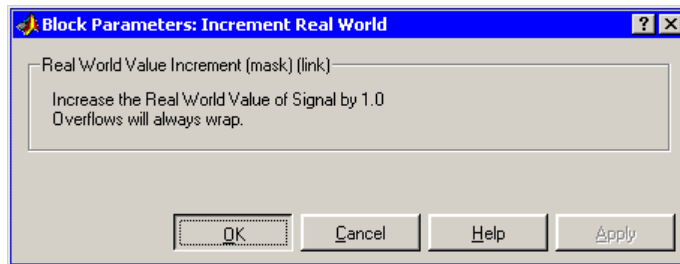 Block Parameters: Increment Real World
Real World Value Increment (mask) (link)
Increase the Real World Value of Signal by 1.0
Overflows will always wrap.
OK Cancel Help Apply